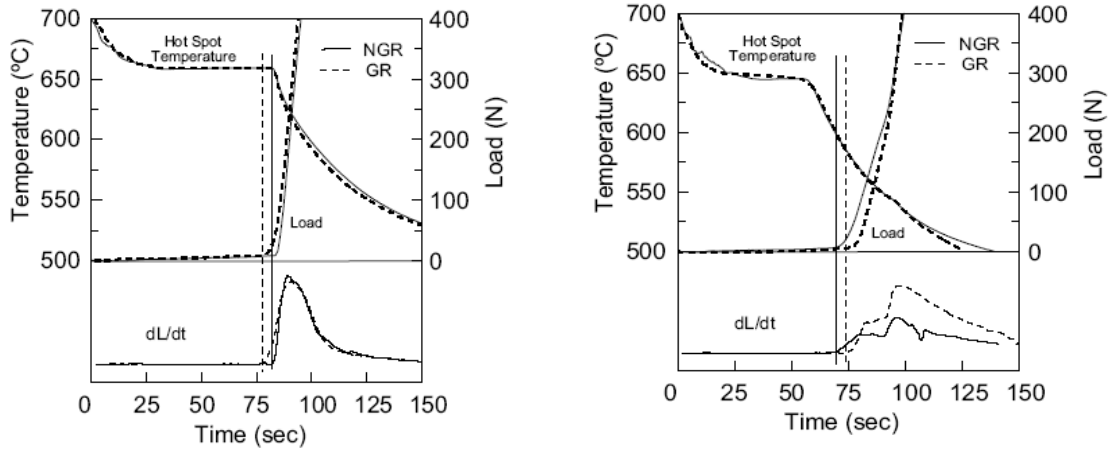 700
650
600
550
500
Temperature (ºC)
Hot Spot
Temperature
NGR
GR
Load
400
300
200
100
0
Load (N)
dL/dt
0 25 50 75 100 125 150
Time (sec)
700
650
600
550
500
Temperature (ºC)
Hot Spot
Temperature
NGR
GR
Load
400
300
200
100
0
Load (N)
dL/dt
0 25 50 75 100 125 150
Time (sec)